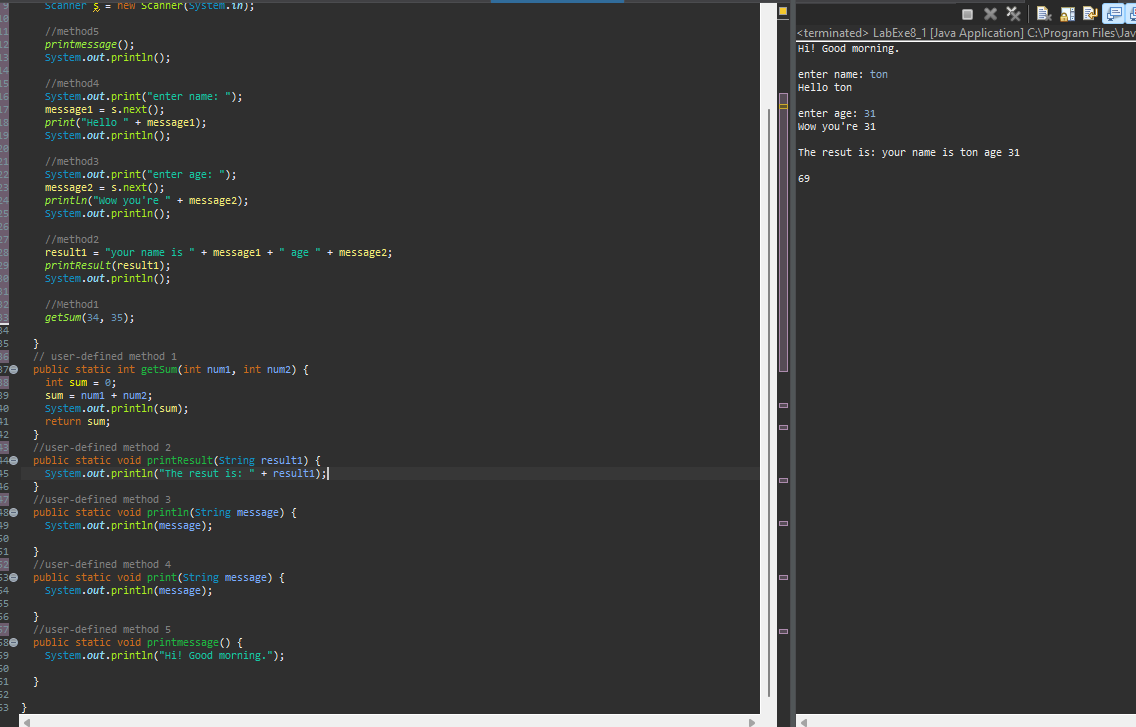 Scanner s = new Scanner(System.in);
//method5
printmessage();
System.out.println();
//method4
System.out.print("enter name: ");
message1 = s.next();
print("Hello " + message1);
System.out.println();
//method3
System.out.print("enter age: ");
message2 = s.next();
println("Wow you're " + message2);
System.out.println();
//method2
result1 = "your name is " + message1 + " age " + message2;
printResult(result1);
System.out.println();
//Method1
getSum(34, 35);
}
// user-defined method 1
public static int getSum(int num1, int num2) {
int sum = 0;
sum = num1 + num2;
System.out.println(sum);
return sum;
}
//user-defined method 2
public static void printResult(String result1) {
System.out.println("The resut is: " + result1);
}
//user-defined method 3
public static void println(String message) {
System.out.println(message);
}
//user-defined method 4
public static void print(String message) {
System.out.println(message);
}
//user-defined method 5
public static void printmessage() {
System.out.println("Hi! Good morning.");
}
}
<terminated> LabExe8_1 [Java Application] C:\Program Files\Jav
Hi! Good morning.
enter name: ton
Hello ton
enter age: 31
Wow you're 31
The resut is: your name is ton age 31
69